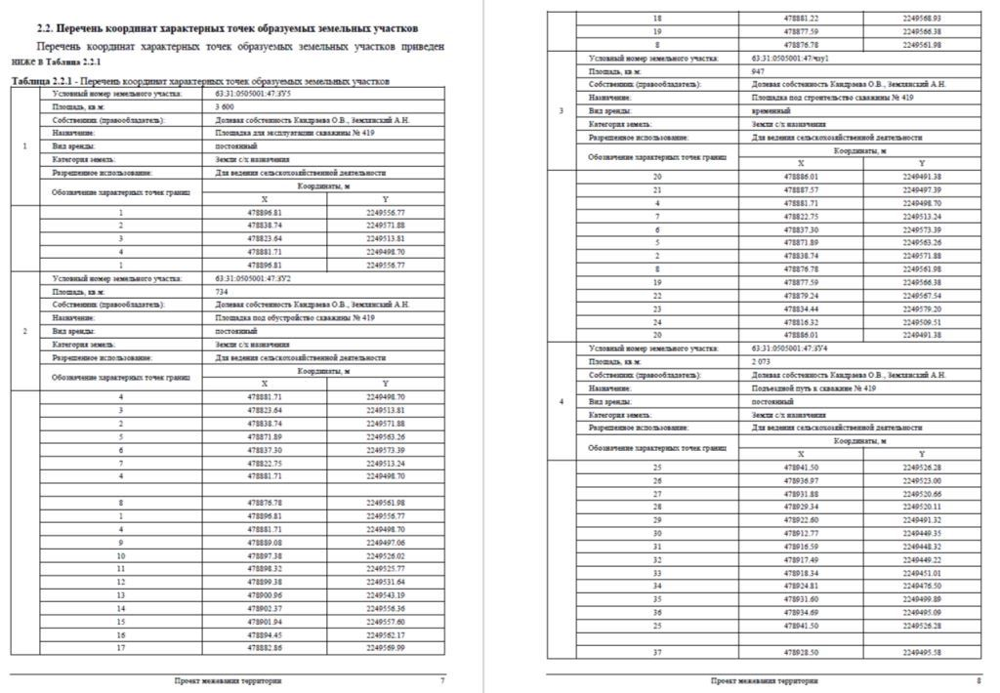 2.2. Перечень координат характерных точек образуемых земельных участков
Перечень координат характерных точек образуемых земельных участков приведен
ниже в Таблица 2.2.1
Таблица 2.2.1 - Перечень координат характерных точек образуемых земельных участков
1
Условный номер земельного участка: 63:31:0505001:47:ЗУ5
Площадь, кв.м: 3 600
Собственник (правообладатель): Долевая собстенность Кандраева О.В., Землянский А.Н.
Назначение: Площадка для эксплуатации скважины № 419
Вид аренды: постоянный
Категория земель: Земли с/х назначения
Разрешенное использование: Для ведения сельскохозяйственной деятельности
Обозначение характерных точек границ Координаты, м
X Y
1 478896.81 2249556.77
2 478838.74 2249571.88
3 478823.64 2249513.81
4 478881.71 2249498.70
1 478896.81 2249556.77
2
Условный номер земельного участка: 63:31:0505001:47:ЗУ2
Площадь, кв.м: 734
Собственник (правообладатель): Долевая собстенность Кандраева О.В., Землянский А.Н.
Назначение: Площадка под обустройство скважины № 419
Вид аренды: постоянный
Категория земель: Земли с/х назначения
Разрешенное использование: Для ведения сельскохозяйственной деятельности
Обозначение характерных точек границ Координаты, м
X Y
4 478881.71 2249498.70
3 478823.64 2249513.81
2 478838.74 2249571.88
5 478871.89 2249563.26
6 478837.30 2249573.39
7 478822.75 2249513.24
4 478881.71 2249498.70
8 478876.78 2249561.98
1 478896.81 2249556.77
4 478881.71 2249498.70
9 478889.08 2249497.06
10 478897.38 2249526.02
11 478898.32 2249525.77
12 478899.38 2249531.64
13 478900.96 2249543.19
14 478902.37 2249556.36
15 478901.94 2249557.60
16 478894.45 2249562.17
17 478882.86 2249569.99
Проект межевания территории 7
18 478881.22 2249568.93
19 478877.59 2249566.38
8 478876.78 2249561.98
3
Условный номер земельного участка: 63:31:0505001:47/чзу1
Площадь, кв.м: 947
Собственник (правообладатель): Долевая собстенность Кандраева О.В., Землянский А.Н.
Назначение: Площадка под строительство скважины № 419
Вид аренды: временный
Категория земель: Земли с/х назначения
Разрешенное использование: Для ведения сельскохозяйственной деятельности
Обозначение характерных точек границ Координаты, м
X Y
20 478886.01 2249491.38
21 478887.57 2249497.39
4 478881.71 2249498.70
7 478822.75 2249513.24
6 478837.30 2249573.39
5 478871.89 2249563.26
2 478838.74 2249571.88
8 478876.78 2249561.98
19 478877.59 2249566.38
22 478879.24 2249567.54
23 478834.44 2249579.20
24 478816.32 2249509.51
20 478886.01 2249491.38
4
Условный номер земельного участка: 63:31:0505001:47:ЗУ4
Площадь, кв.м: 2 073
Собственник (правообладатель): Долевая собстенность Кандраева О.В., Землянский А.Н.
Назначение: Подъездной путь к скважине № 419
Вид аренды: постоянный
Категория земель: Земли с/х назначения
Разрешенное использование: Для ведения сельскохозяйственной деятельности
Обозначение характерных точек границ Координаты, м
X Y
25 478941.50 2249526.28
26 478936.97 2249523.00
27 478931.88 2249520.66
28 478929.34 2249520.11
29 478922.60 2249491.32
30 478912.77 2249449.35
31 478916.59 2249448.32
32 478917.49 2249449.22
33 478918.34 2249451.01
34 478924.81 2249476.50
35 478931.60 2249499.89
36 478934.69 2249495.09
25 478941.50 2249526.28
37 478928.50 2249495.58
Проект межевания территории 8